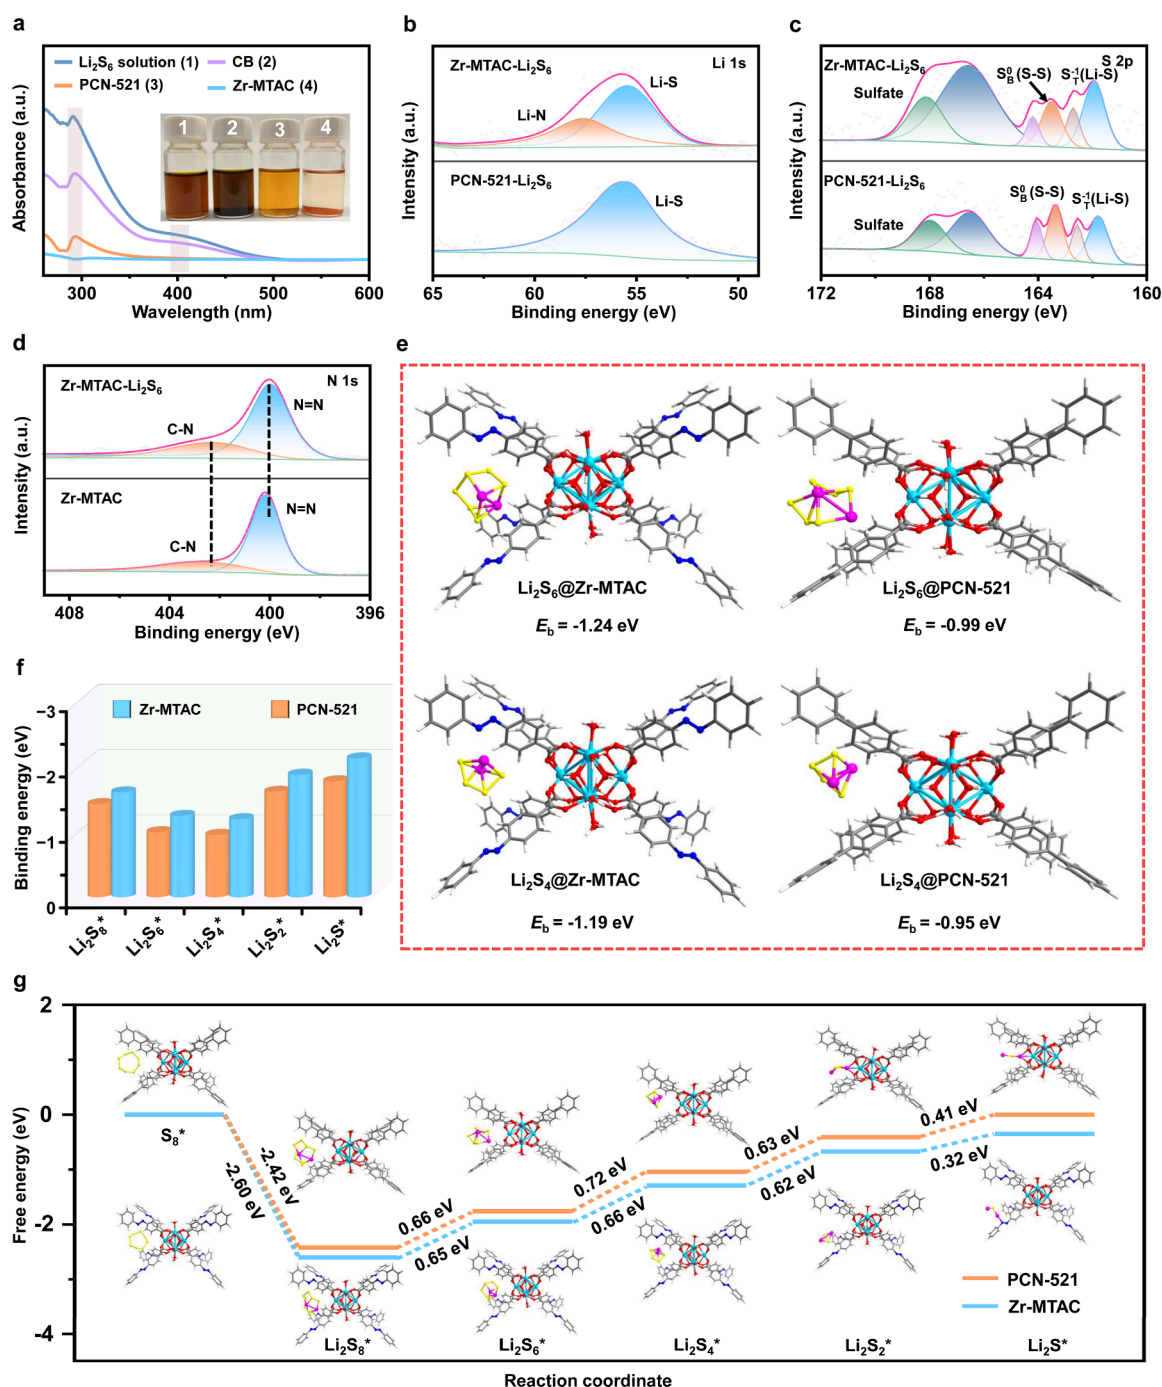 a
Li₂S₆ solution (1)
CB (2)
PCN-521 (3)
Zr-MTAC (4)
1 2 3 4
Absorbance (a.u.)
300 400 500 600
Wavelength (nm)
b
Zr-MTAC-Li₂S₆
Li 1s
Li-S
Li-N
PCN-521-Li₂S₆
Li-S
Intensity (a.u.)
65 60 55 50
Binding energy (eV)
c
S 2p
Zr-MTAC-Li₂S₆
S⁰B (S-S)
S⁻¹T (Li-S)
Sulfate
PCN-521-Li₂S₆
S⁰B (S-S)
S⁻¹T (Li-S)
Sulfate
Intensity (a.u.)
172 168 164 160
Binding energy (eV)
d
N 1s
Zr-MTAC-Li₂S₆
N=N
C-N
Zr-MTAC
N=N
C-N
Intensity (a.u.)
408 404 400 396
Binding energy (eV)
e
Li₂S₆@Zr-MTAC
Eb = -1.24 eV
Li₂S₆@PCN-521
Eb = -0.99 eV
Li₂S₄@Zr-MTAC
Eb = -1.19 eV
Li₂S₄@PCN-521
Eb = -0.95 eV
f
Zr-MTAC
PCN-521
Binding energy (eV)
−3
−2
−1
0
Li₂S₈*
Li₂S₆*
Li₂S₄*
Li₂S₂*
Li₂S*
g
Free energy (eV)
2
0
-2
-4
S₈*
-2.42 eV
-2.60 eV
0.66 eV
0.65 eV
0.72 eV
0.66 eV
0.63 eV
0.62 eV
0.41 eV
0.32 eV
PCN-521
Zr-MTAC
Li₂S₈*
Li₂S₆*
Li₂S₄*
Li₂S₂*
Li₂S*
Reaction coordinate